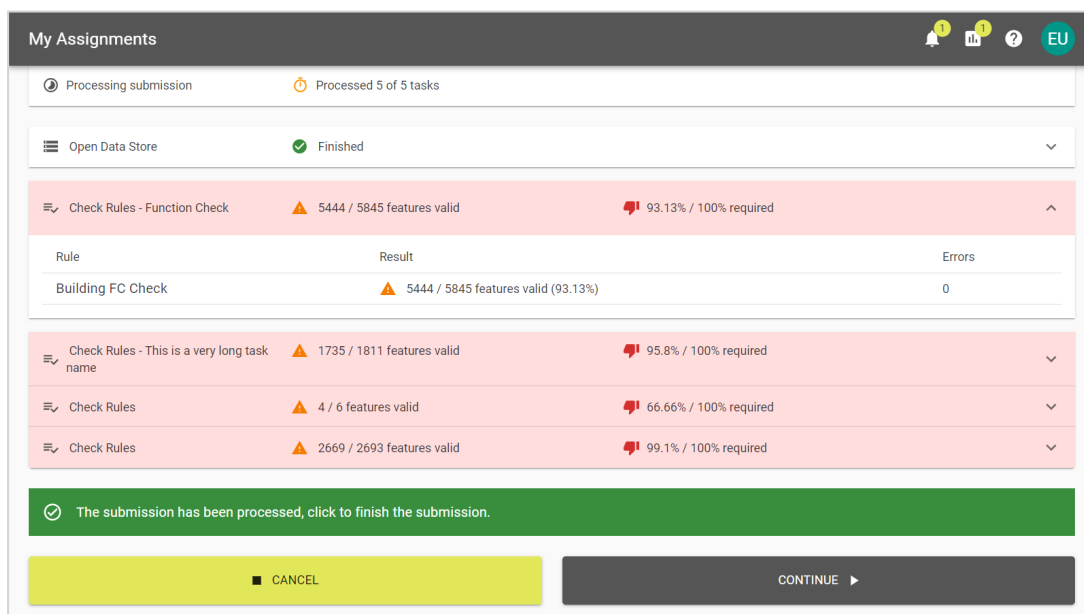 My Assignments
1
1
EU
Processing submission Processed 5 of 5 tasks
Open Data Store Finished
Check Rules - Function Check 5444 / 5845 features valid 93.13% / 100% required
Rule Result Errors
Building FC Check 5444 / 5845 features valid (93.13%) 0
Check Rules - This is a very long task 1735 / 1811 features valid 95.8% / 100% required
name
Check Rules 4 / 6 features valid 66.66% / 100% required
Check Rules 2669 / 2693 features valid 99.1% / 100% required
The submission has been processed, click to finish the submission.
CANCEL CONTINUE